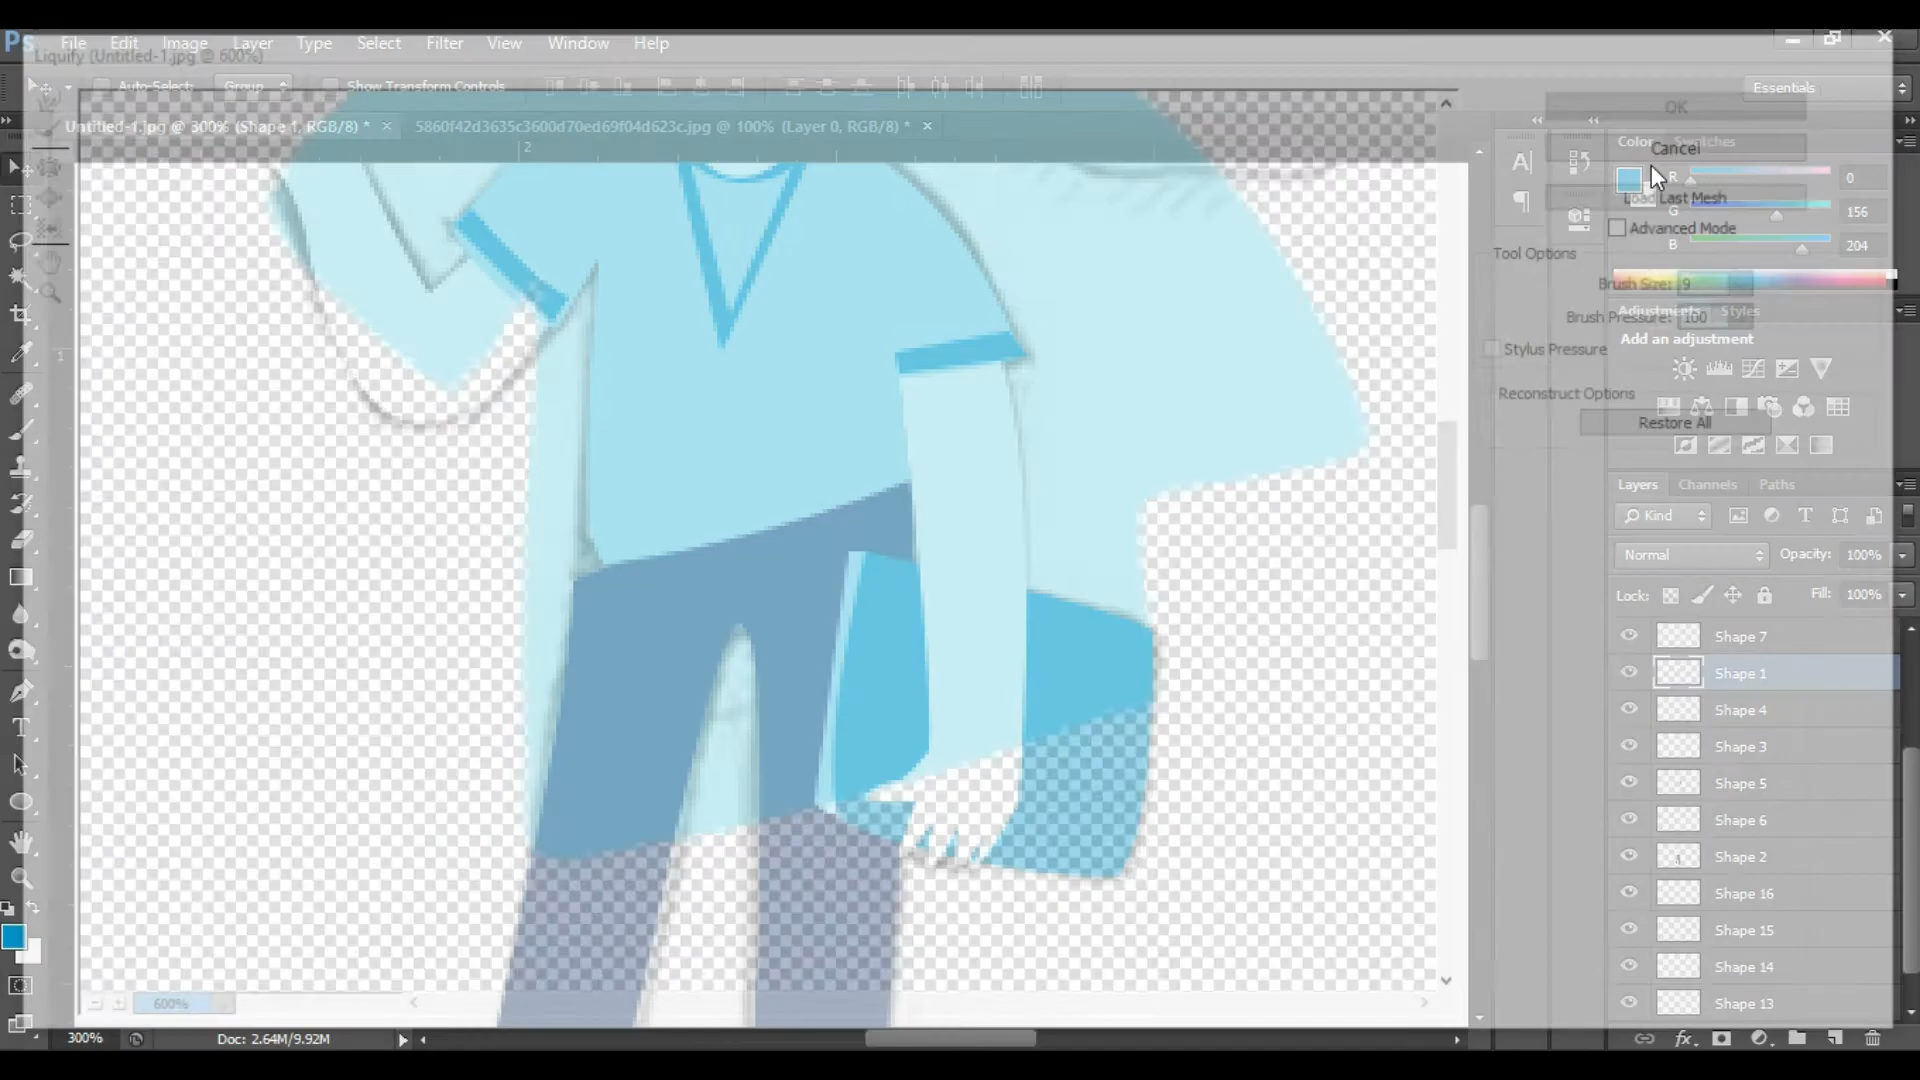 Ps File Edit Image Layer Type Select Filter View Window Help
Liquify (Untitled-1.jpg @ 600%)
Auto-Select: Group Show Transform Controls Essentials
OK
Untitled-1.jpg @ 300% (Shape 1, RGB/8) * × 5860f42d3635c3600d70ed69f04d623c.jpg @ 100% (Layer 0, RGB/8) * ×
2
Color Swatches
Cancel
R 0
Load Last Mesh
G 156
Advanced Mode
B 204
Tool Options
Brush Size: 9
Adjustments Styles
Brush Pressure: 100
Add an adjustment
Stylus Pressure
1
Reconstruct Options
Restore All
Layers Channels Paths
Kind
Normal Opacity: 100%
Lock: Fill: 100%
Shape 7
Shape 1
Shape 4
Shape 3
Shape 5
Shape 6
Shape 2
Shape 16
Shape 15
Shape 14
Shape 13
600%
300% Doc: 2.64M/9.92M
fx